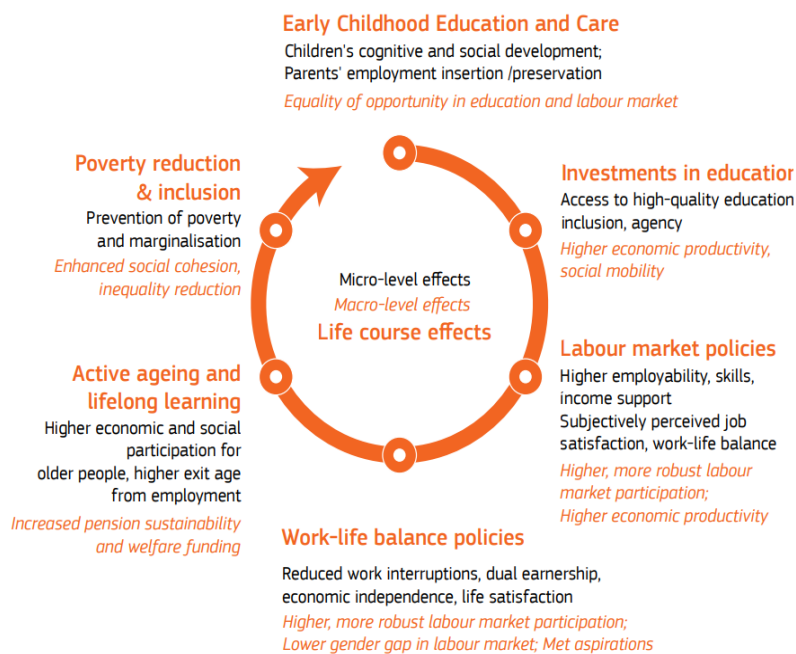 Early Childhood Education and Care
Children's cognitive and social development;
Parents' employment insertion /preservation
Equality of opportunity in education and labour market
Investments in education
Access to high-quality education
inclusion, agency
Higher economic productivity,
social mobility
Labour market policies
Higher employability, skills,
income support
Subjectively perceived job
satisfaction, work-life balance
Higher, more robust labour
market participation;
Higher economic productivity
Work-life balance policies
Reduced work interruptions, dual earnership,
economic independence, life satisfaction
Higher, more robust labour market participation;
Lower gender gap in labour market; Met aspirations
Active ageing and
lifelong learning
Higher economic and social
participation for
older people, higher exit age
from employment
Increased pension sustainability
and welfare funding
Poverty reduction
& inclusion
Prevention of poverty
and marginalisation
Enhanced social cohesion,
inequality reduction
Micro-level effects
Macro-level effects
Life course effects